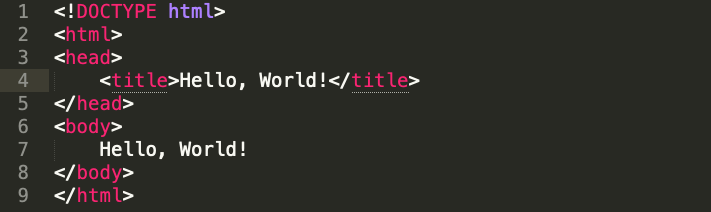 1 <!DOCTYPE html>
2 <html>
3 <head>
4     <title>Hello, World!</title>
5 </head>
6 <body>
7     Hello, World!
8 </body>
9 </html>